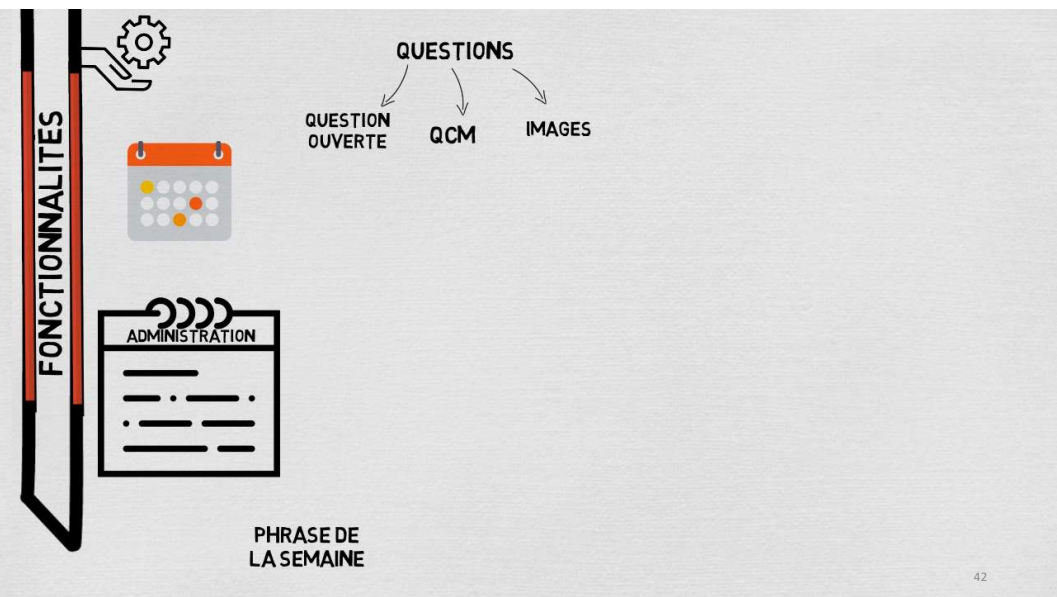 FONCTIONNALITES
QUESTIONS
QUESTION
OUVERTE
QCM
IMAGES
ADMINISTRATION
PHRASE DE
LA SEMAINE
42